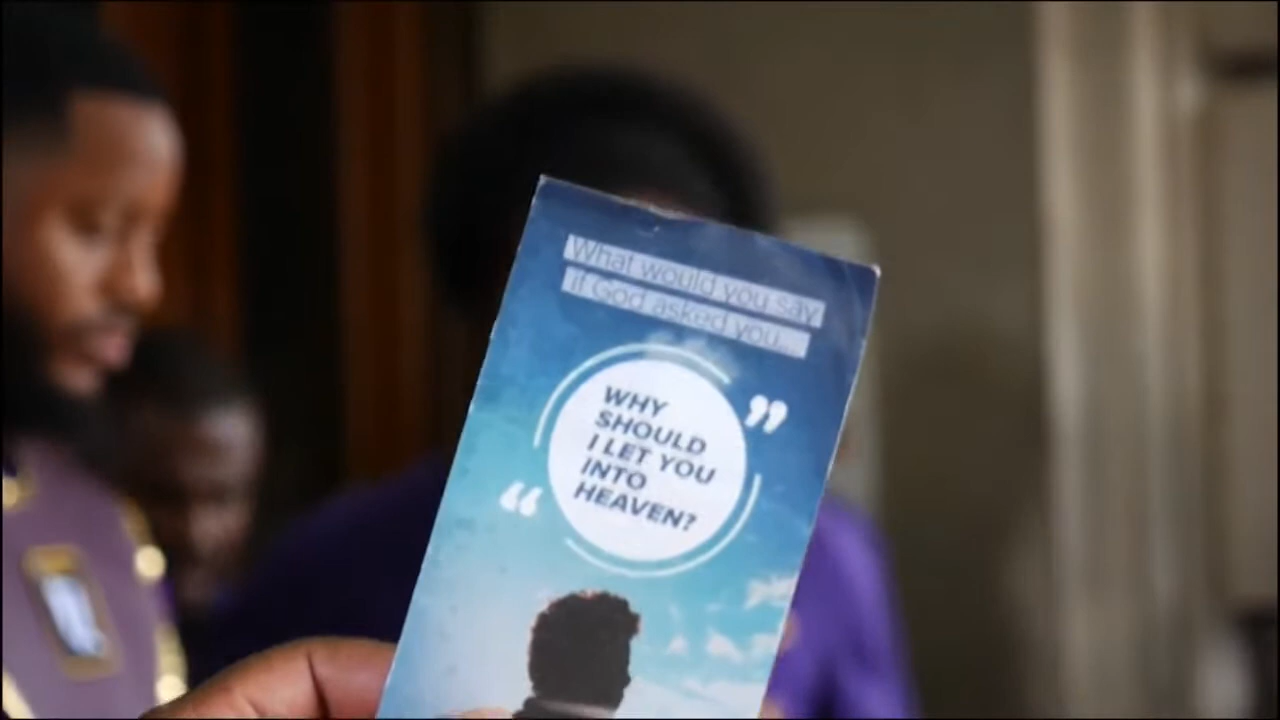 What would you say
if God asked you...
WHY
SHOULD
I LET YOU
INTO
HEAVEN?